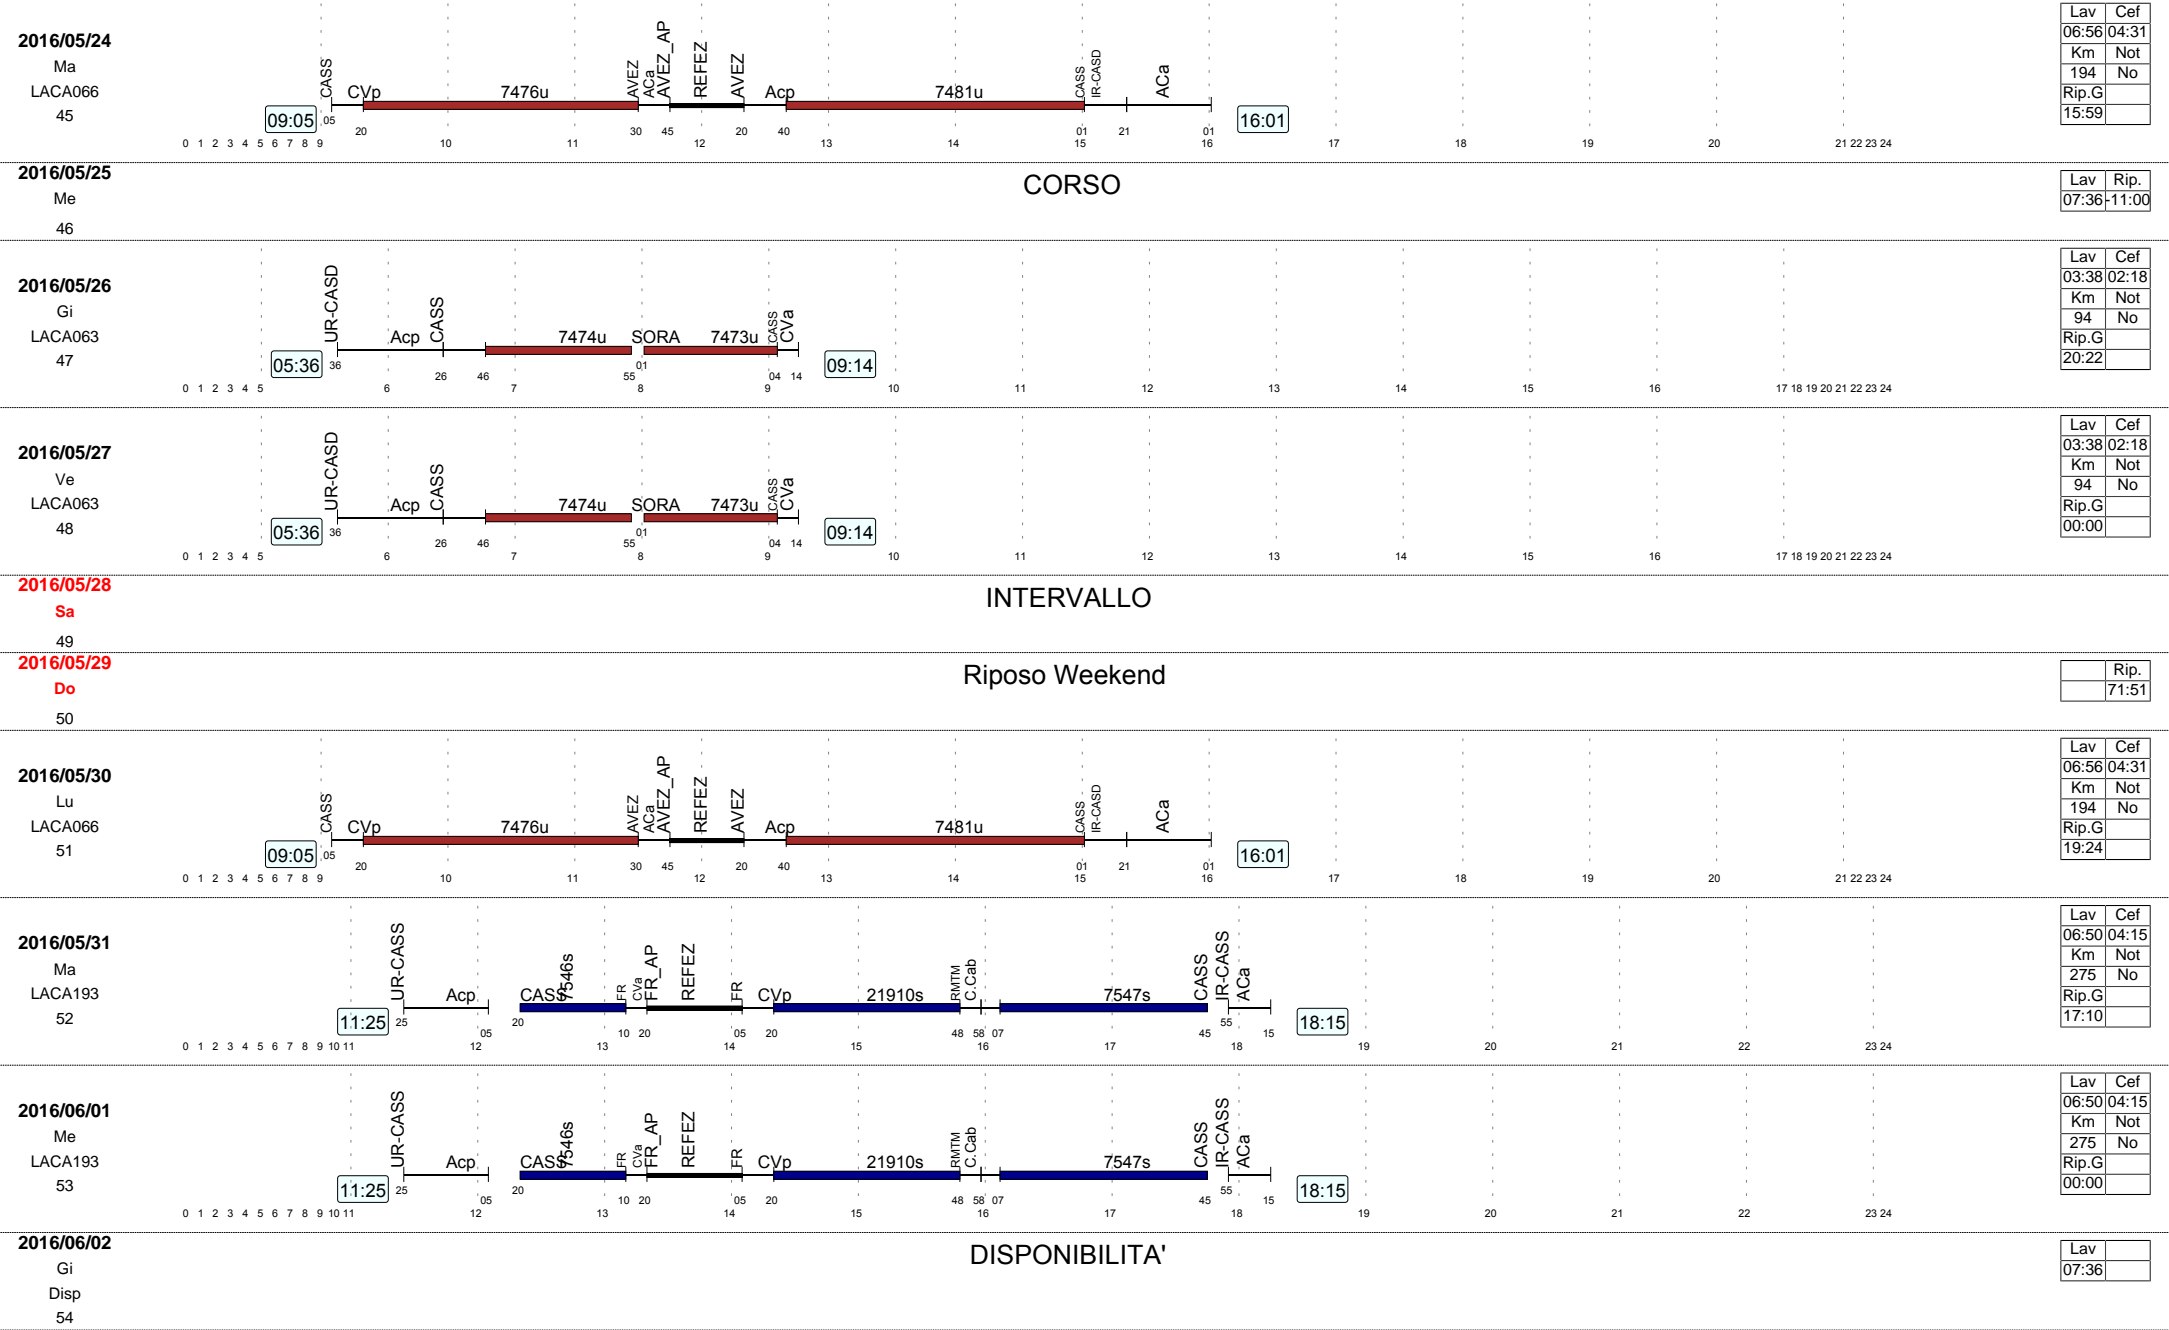 2016/05/24
Ma
LACA066
45
09:05
CASS
CVp
7476u
AVEZ
ACa
AVEZ_AP
REFEZ
AVEZ
Acp
7481u
CASS
IR-CASD
ACa
16:01
05 20 30 45 20 40 01 21 01
0 1 2 3 4 5 6 7 8 9 10 11 12 13 14 15 16 17 18 19 20 21 22 23 24
Lav Cef
06:56 04:31
Km Not
194 No
Rip.G
15:59
2016/05/25
Me
46
CORSO
Lav Rip.
07:36 -11:00
2016/05/26
Gi
LACA063
47
05:36
UR-CASD
Acp
CASS
7474u
SORA
7473u
CASS
CVa
09:14
36 26 46 55 01 04 14
0 1 2 3 4 5 6 7 8 9 10 11 12 13 14 15 16 17 18 19 20 21 22 23 24
Lav Cef
03:38 02:18
Km Not
94 No
Rip.G
20:22
2016/05/27
Ve
LACA063
48
05:36
UR-CASD
Acp
CASS
7474u
SORA
7473u
CASS
CVa
09:14
36 26 46 55 01 04 14
0 1 2 3 4 5 6 7 8 9 10 11 12 13 14 15 16 17 18 19 20 21 22 23 24
Lav Cef
03:38 02:18
Km Not
94 No
Rip.G
00:00
2016/05/28
Sa
49
INTERVALLO
2016/05/29
Do
50
Riposo Weekend
Rip.
71:51
2016/05/30
Lu
LACA066
51
09:05
CASS
CVp
7476u
AVEZ
ACa
AVEZ_AP
REFEZ
AVEZ
Acp
7481u
CASS
IR-CASD
ACa
16:01
05 20 30 45 20 40 01 21 01
0 1 2 3 4 5 6 7 8 9 10 11 12 13 14 15 16 17 18 19 20 21 22 23 24
Lav Cef
06:56 04:31
Km Not
194 No
Rip.G
19:24
2016/05/31
Ma
LACA193
52
11:25
UR-CASS
Acp
CASS
7546s
FR
CVa
FR_AP
REFEZ
FR
CVp
21910s
RMTM
C.Cab
7547s
CASS
IR-CASS
ACa
18:15
25 05 20 10 20 05 20 48 58 07 45 55 15
0 1 2 3 4 5 6 7 8 9 10 11 12 13 14 15 16 17 18 19 20 21 22 23 24
Lav Cef
06:50 04:15
Km Not
275 No
Rip.G
17:10
2016/06/01
Me
LACA193
53
11:25
UR-CASS
Acp
CASS
7546s
FR
CVa
FR_AP
REFEZ
FR
CVp
21910s
RMTM
C.Cab
7547s
CASS
IR-CASS
ACa
18:15
25 05 20 10 20 05 20 48 58 07 45 55 15
0 1 2 3 4 5 6 7 8 9 10 11 12 13 14 15 16 17 18 19 20 21 22 23 24
Lav Cef
06:50 04:15
Km Not
275 No
Rip.G
00:00
2016/06/02
Gi
Disp
54
DISPONIBILITA'
Lav
07:36